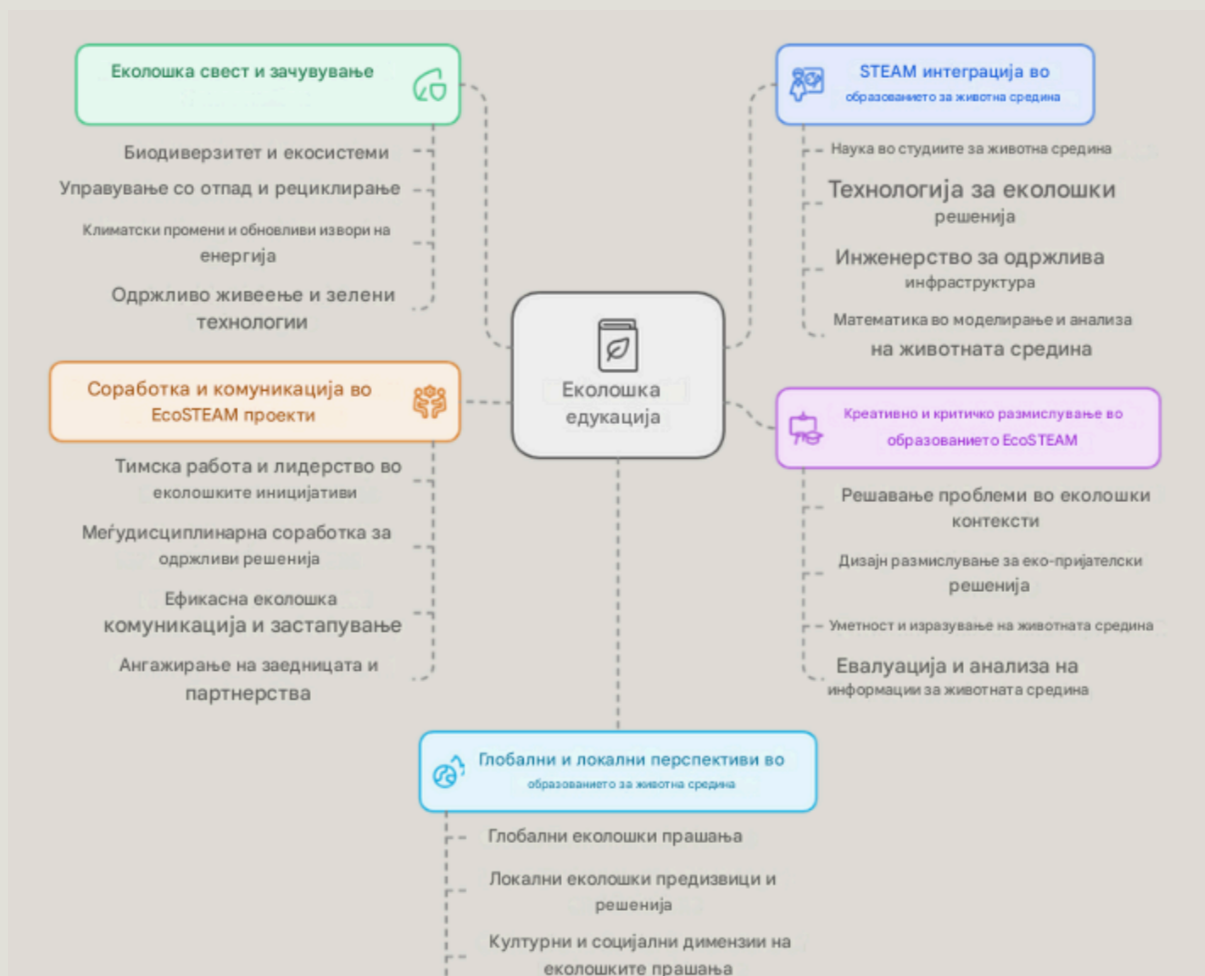 Еколошка свест и зачувување
Биодиверзитет и екосистеми
Управување со отпад и рециклирање
Климатски промени и обновливи извори на
енергија
Одржливо живеење и зелени
технологии
Соработка и комуникација во
EcoSTEAM проекти
Тимска работа и лидерство во
еколошките иницијативи
Меѓудисциплинарна соработка за
одржливи решенија
Ефикасна еколошка
комуникација и застапување
Ангажирање на заедницата и
партнерства
Еколошка
едукација
STEAM интеграција во
образованието за животна средина
Наука во студиите за животна средина
Технологија за еколошки
решенија
Инженерство за одржлива
инфраструктура
Математика во моделирање и анализа
на животната средина
Креативно и критичко размислување во
образованието EcoSTEAM
Решавање проблеми во еколошки
контексти
Дизајн размислување за еко-пријателски
решенија
Уметност и изразување на животната средина
Евалуација и анализа на
информации за животната средина
Глобални и локални перспективи во
образованието за животна средина
Глобални еколошки прашања
Локални еколошки предизвици и
решенија
Културни и социјални димензии на
еколошките прашања